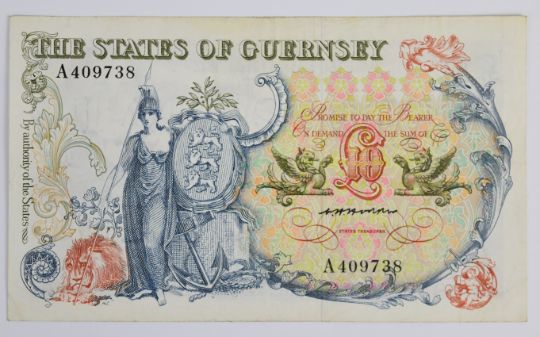 THE STATES OF GUERNSEY
A409738
By authority of the States
PROMISE TO PAY THE BEARER
ON DEMAND THE SUM OF
£10
STATES TREASURER
A409738